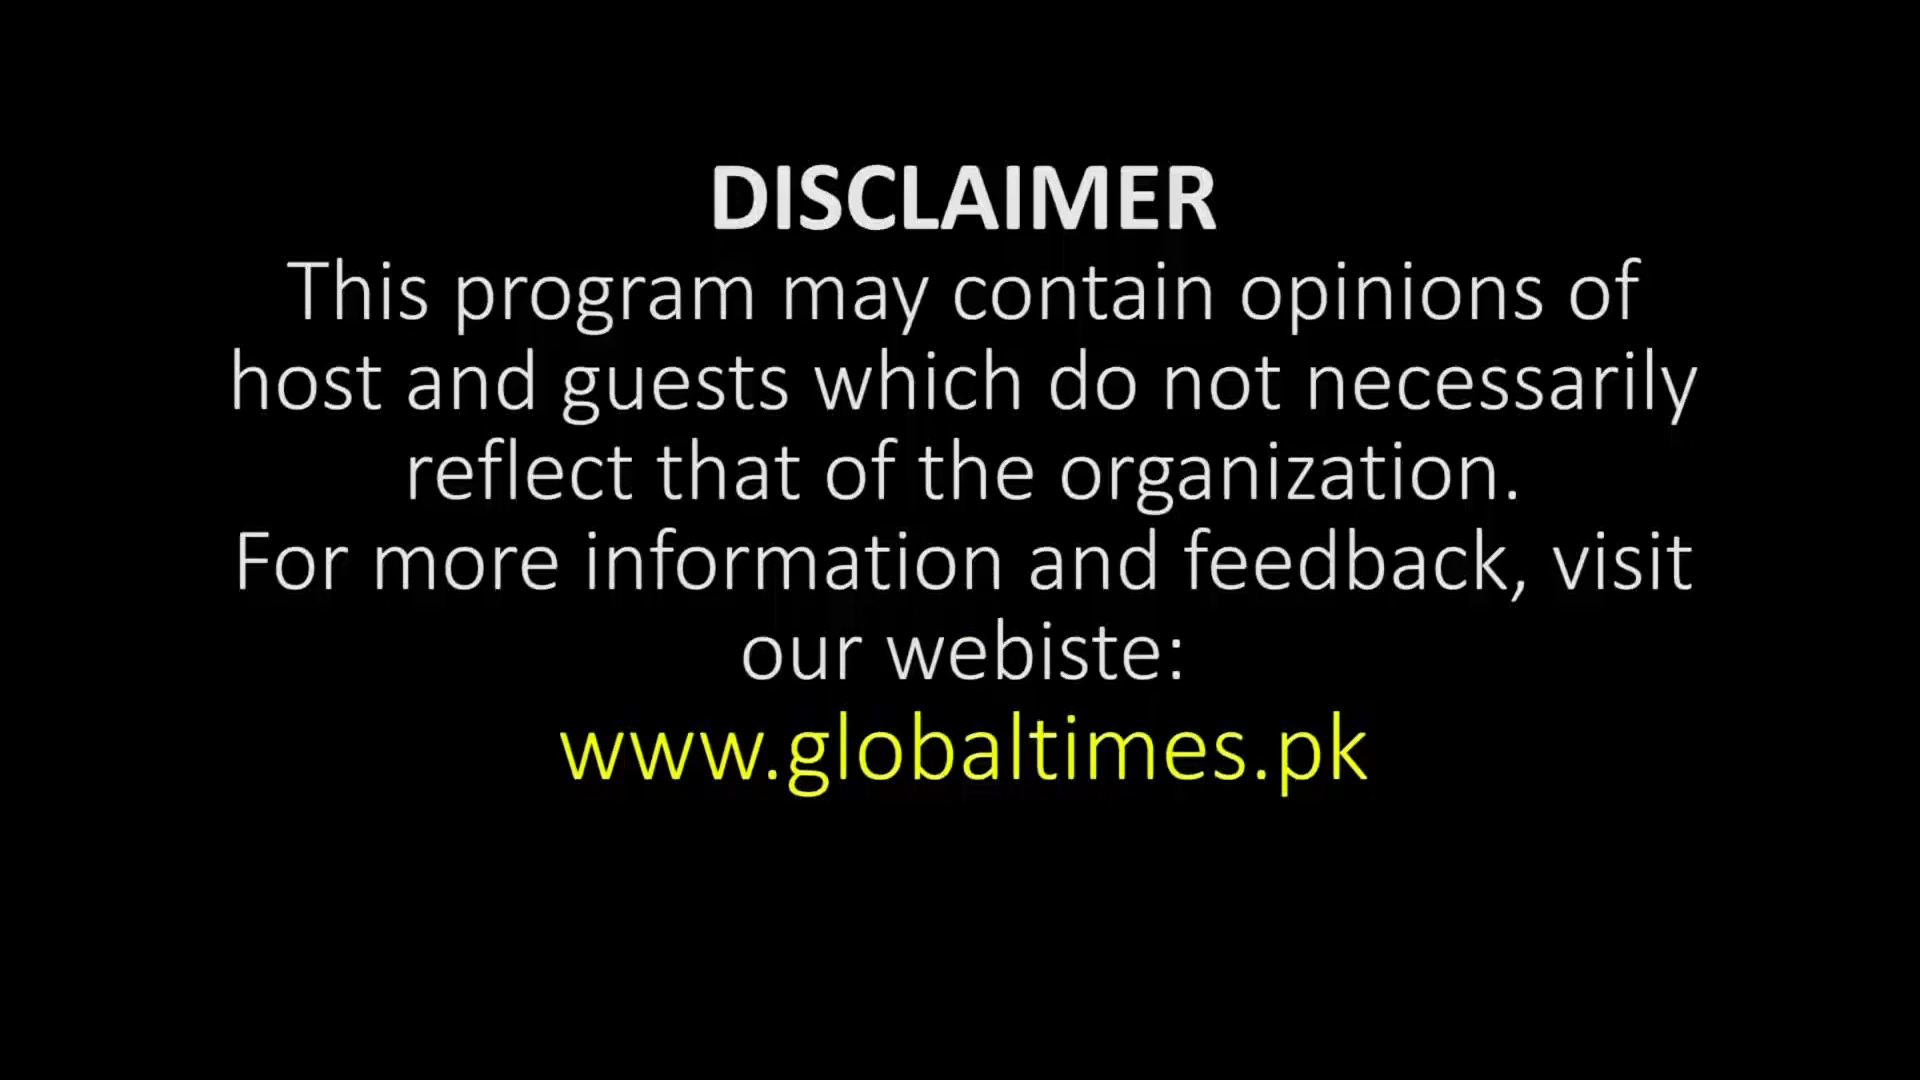 DISCLAIMER
This program may contain opinions of
host and guests which do not necessarily
reflect that of the organization.
For more information and feedback, visit
our webiste:
www.globaltimes.pk